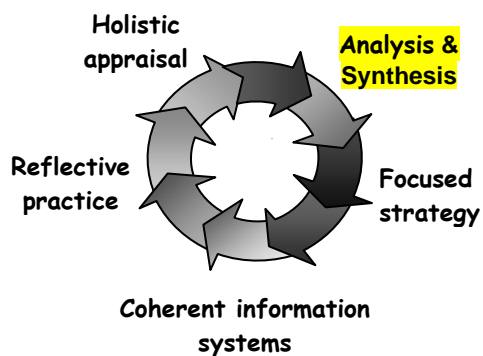 Holistic
appraisal
Analysis &
Synthesis
Focused
strategy
Coherent information
systems
Reflective
practice